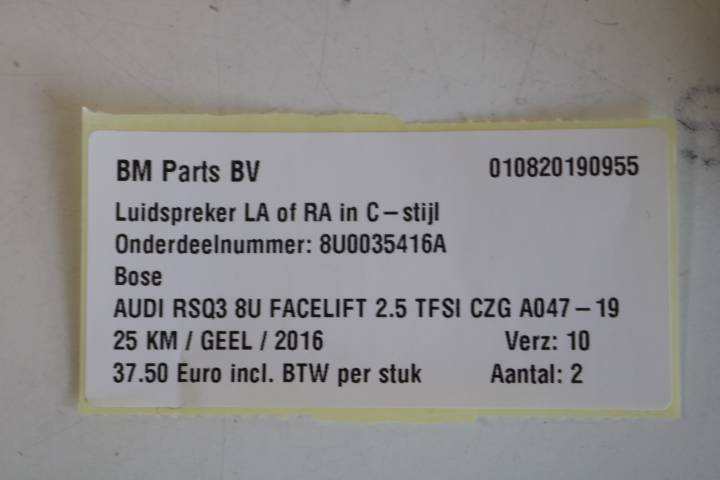 BM Parts BV 010820190955
Luidspreker LA of RA in C-stijl
Onderdeelnummer: 8U0035416A
Bose
AUDI RSQ3 8U FACELIFT 2.5 TFSI CZG A047-19
25 KM / GEEL / 2016 Verz: 10
37.50 Euro incl. BTW per stuk Aantal: 2